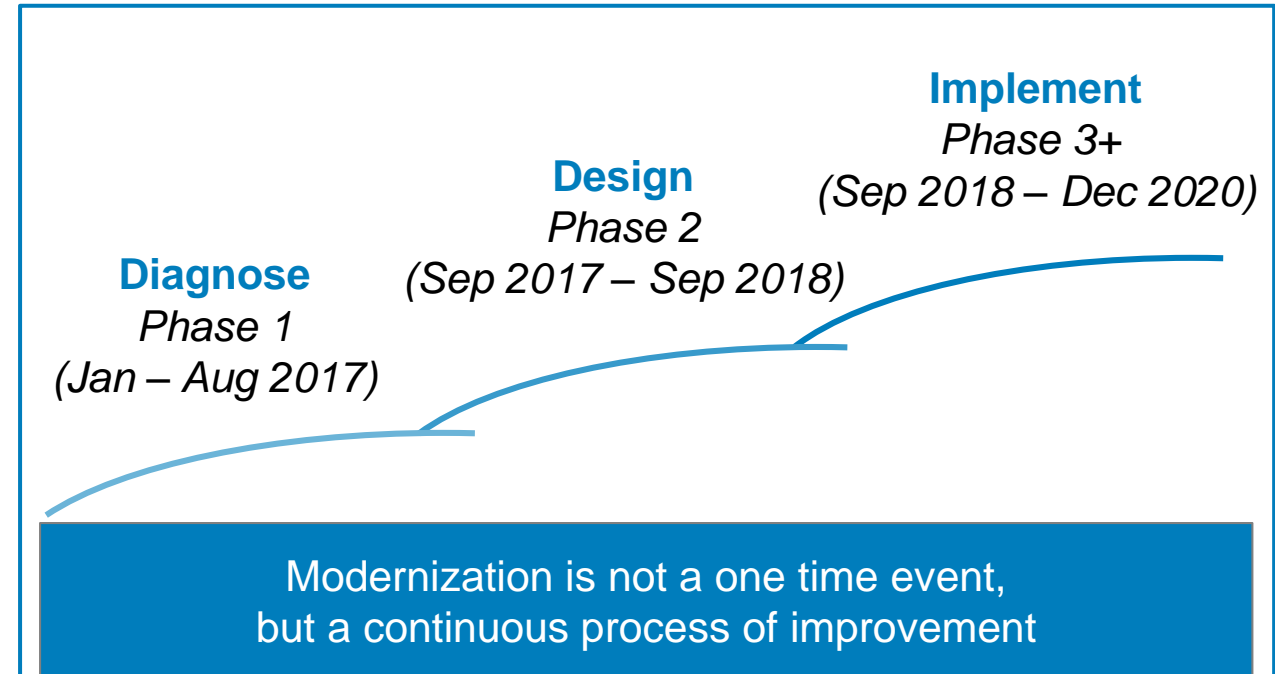 Implement
Phase 3+
(Sep 2018 – Dec 2020)
Design
Phase 2
(Sep 2017 – Sep 2018)
Diagnose
Phase 1
(Jan – Aug 2017)
Modernization is not a one time event,
but a continuous process of improvement